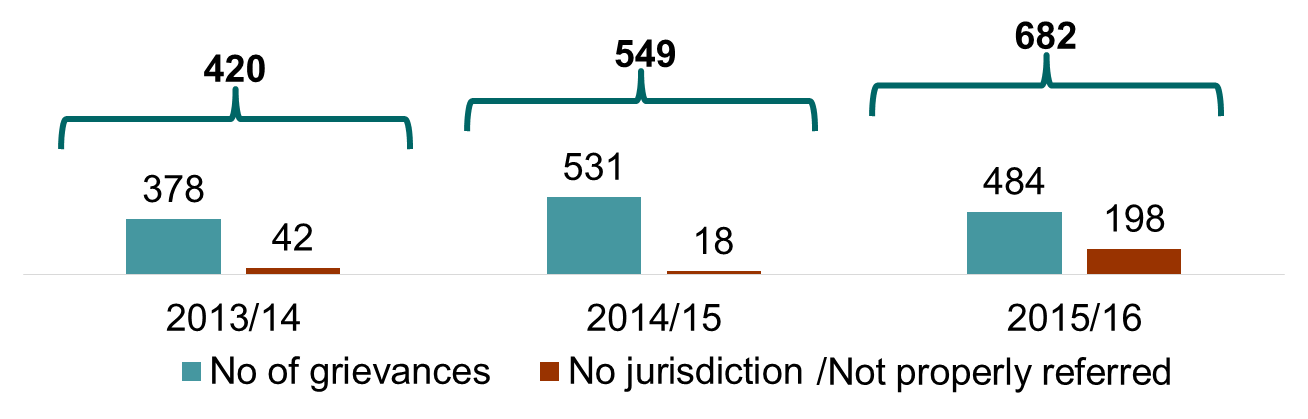 420 549 682
378 42 531 18 484 198
2013/14 2014/15 2015/16
No of grievances No jurisdiction /Not properly referred